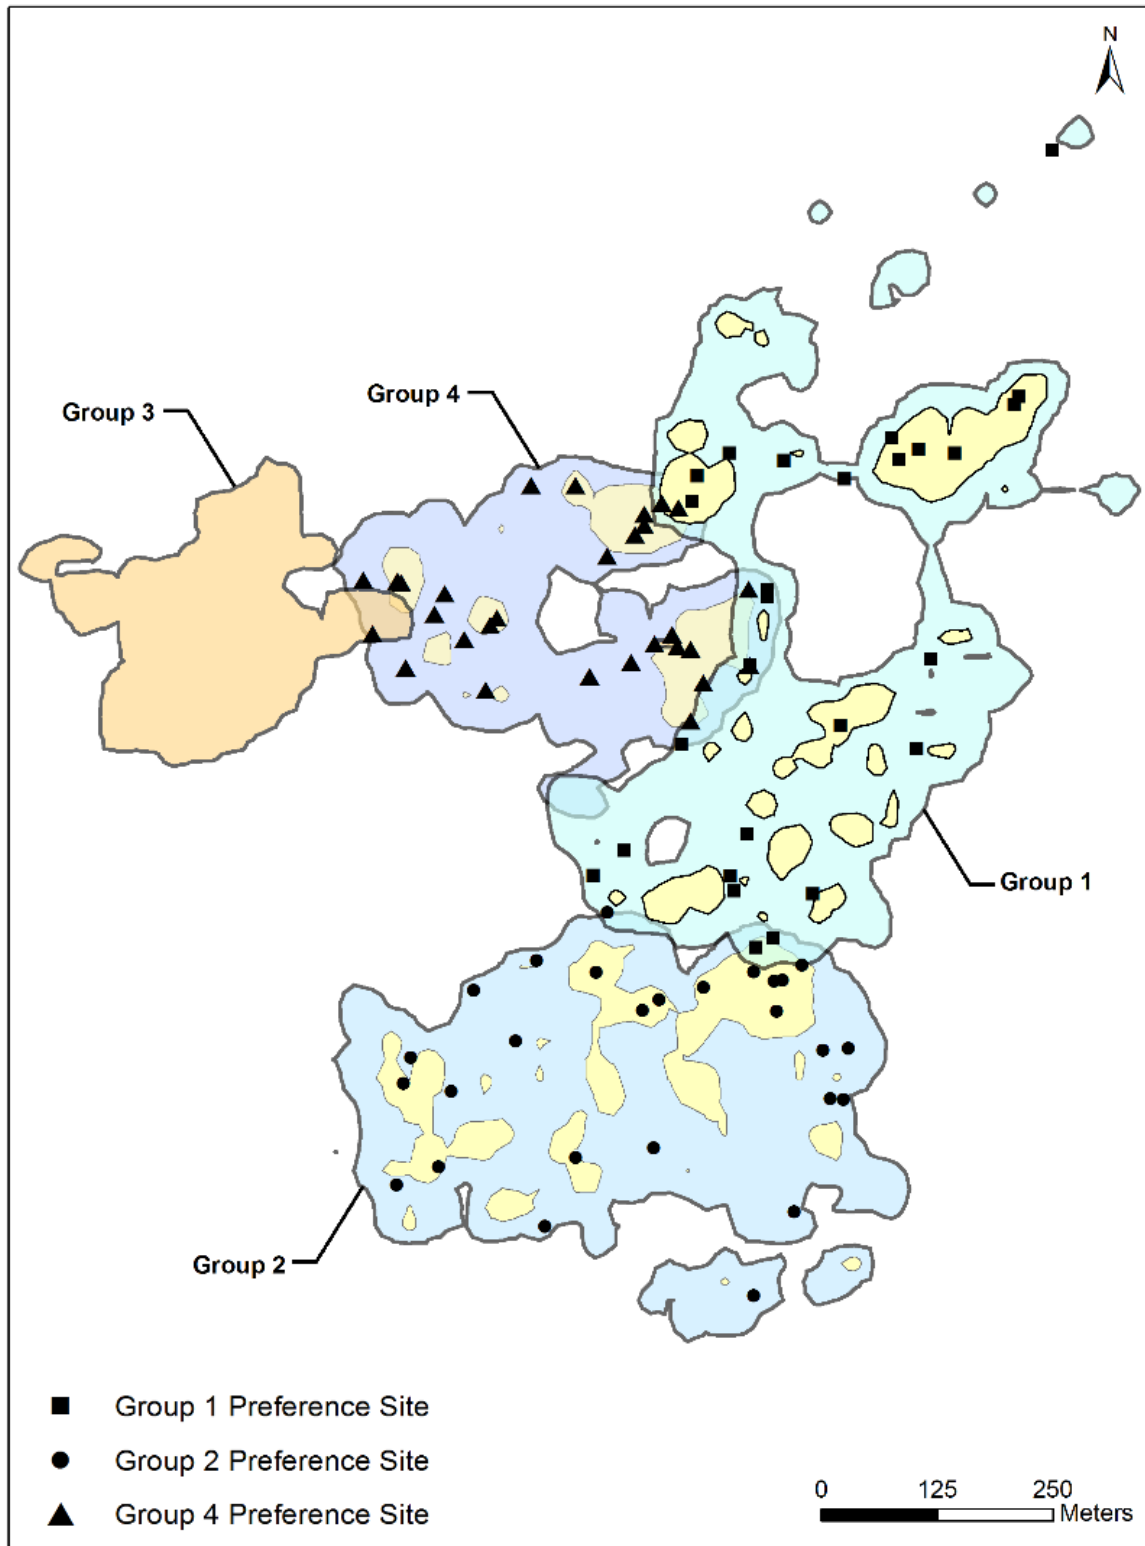 N
Group 4
Group 3
Group 1
Group 2
Group 1 Preference Site
Group 2 Preference Site
Group 4 Preference Site
0 125 250
Meters